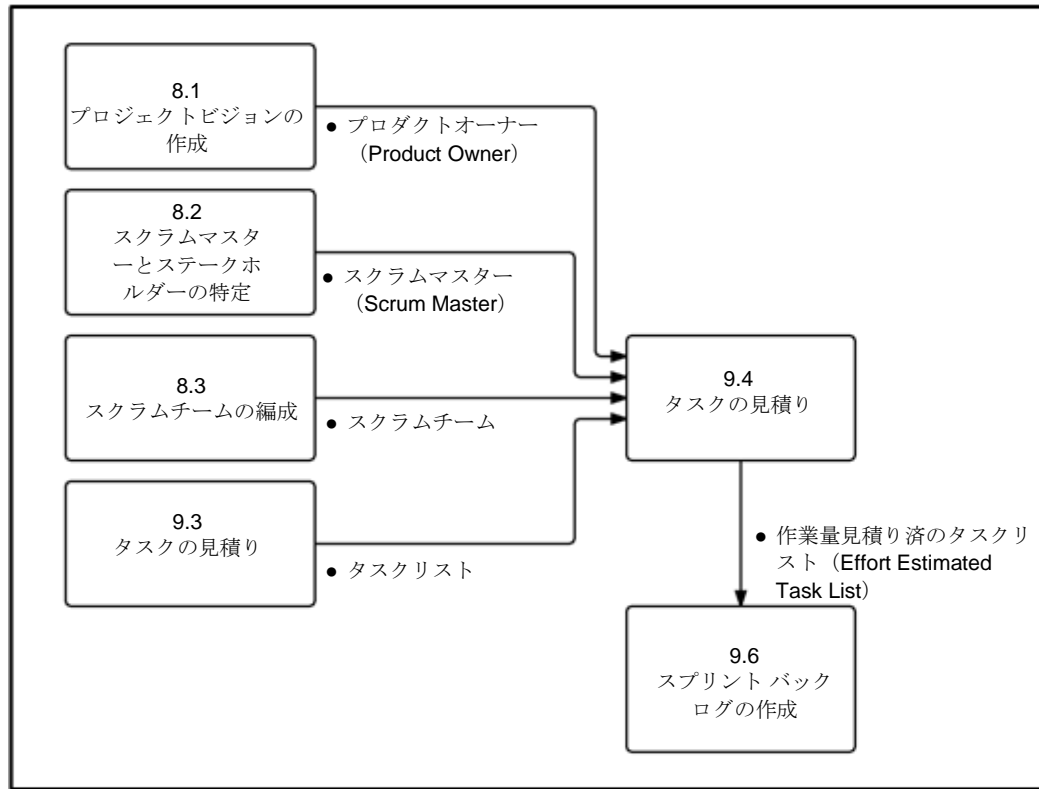 8.1
プロジェクトビジョンの
作成
● プロダクトオーナー
（Product Owner）
8.2
スクラムマスタ
ーとステークホ
ルダーの特定
● スクラムマスター
（Scrum Master）
8.3
スクラムチームの編成
● スクラムチーム
9.3
タスクの見積り
● タスクリスト
9.4
タスクの見積り
● 作業量見積り済のタスクリ
スト（Effort Estimated
Task List）
9.6
スプリント バック
ログの作成